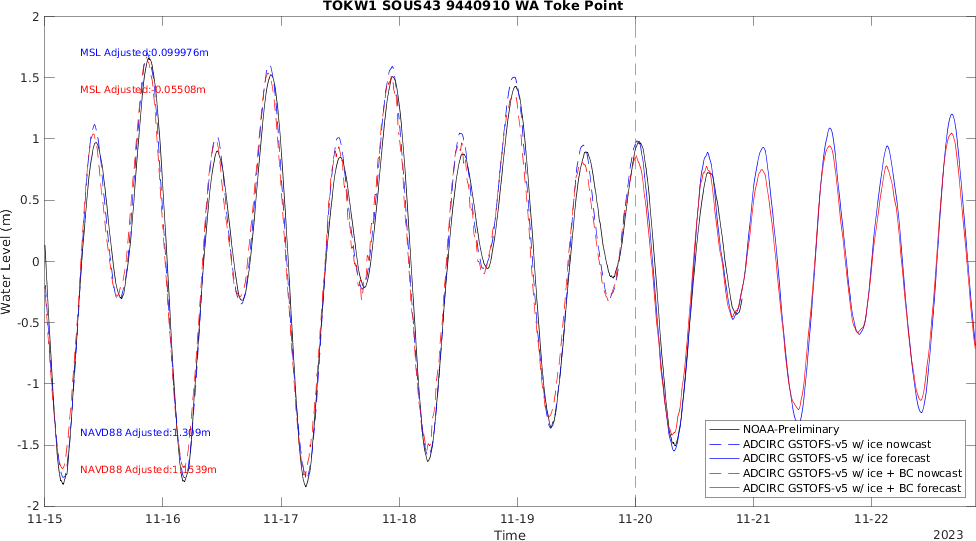 TOKW1 SOUS43 9440910 WA Toke Point
2
1.5
1
0.5
0
-0.5
-1
-1.5
-2
Water Level (m)
MSL Adjusted:0.099976m
MSL Adjusted:-0.05508m
NAVD88 Adjusted:1.309m
NAVD88 Adjusted:1.1539m
NOAA-Preliminary
ADCIRC GSTOFS-v5 w/ ice nowcast
ADCIRC GSTOFS-v5 w/ ice forecast
ADCIRC GSTOFS-v5 w/ ice + BC nowcast
ADCIRC GSTOFS-v5 w/ ice + BC forecast
11-15 11-16 11-17 11-18 11-19 11-20 11-21 11-22
Time
2023